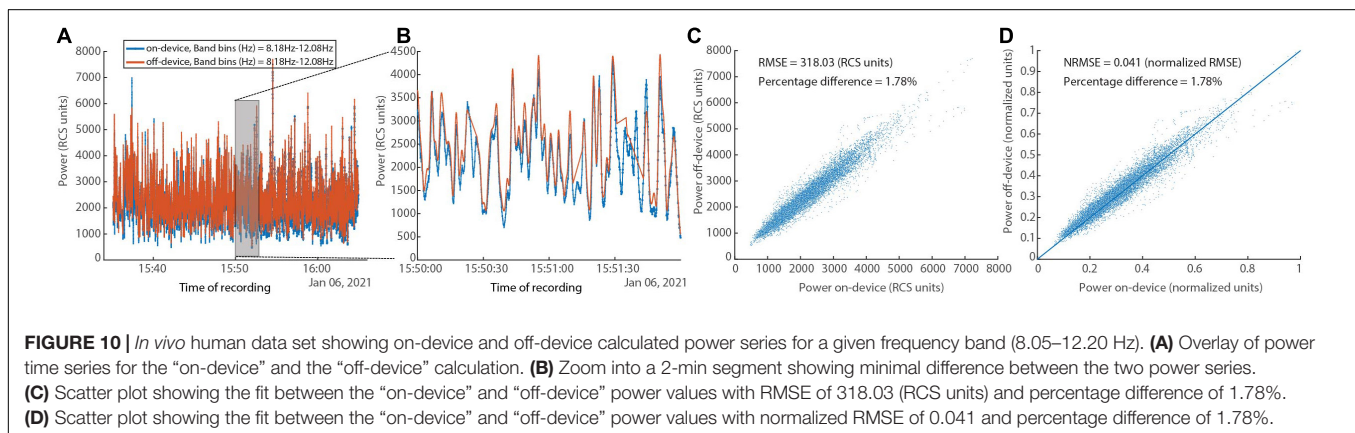 A
on-device, Band bins (Hz) = 8.18Hz-12.08Hz
off-device, Band bins (Hz) = 8.18Hz-12.08Hz
Power (RCS units)
8000
7000
6000
5000
4000
3000
2000
1000
0
15:40
15:50
16:00
Time of recording
Jan 06, 2021
B
Power (RCS units)
4500
4000
3500
3000
2500
2000
1500
1000
500
0
15:50:00
15:50:30
15:51:00
15:51:30
Time of recording
Jan 06, 2021
C
RMSE = 318.03 (RCS units)
Percentage difference = 1.78%
Power off-device (RCS units)
8000
7000
6000
5000
4000
3000
2000
1000
0
0
1000 2000 3000 4000 5000 6000 7000 8000
Power on-device (RCS units)
D
NRMSE = 0.041 (normalized RMSE)
Percentage difference = 1.78%
Power off-device (normalized units)
1
0.9
0.8
0.7
0.6
0.5
0.4
0.3
0.2
0.1
0
0.2
0.4
0.6
0.8
1
Power on-device (normalized units)
FIGURE 10 | In vivo human data set showing on-device and off-device calculated power series for a given frequency band (8.05–12.20 Hz). (A) Overlay of power
time series for the “on-device” and the “off-device” calculation. (B) Zoom into a 2-min segment showing minimal difference between the two power series.
(C) Scatter plot showing the fit between the “on-device” and “off-device” power values with RMSE of 318.03 (RCS units) and percentage difference of 1.78%.
(D) Scatter plot showing the fit between the “on-device” and “off-device” power values with normalized RMSE of 0.041 and percentage difference of 1.78%.